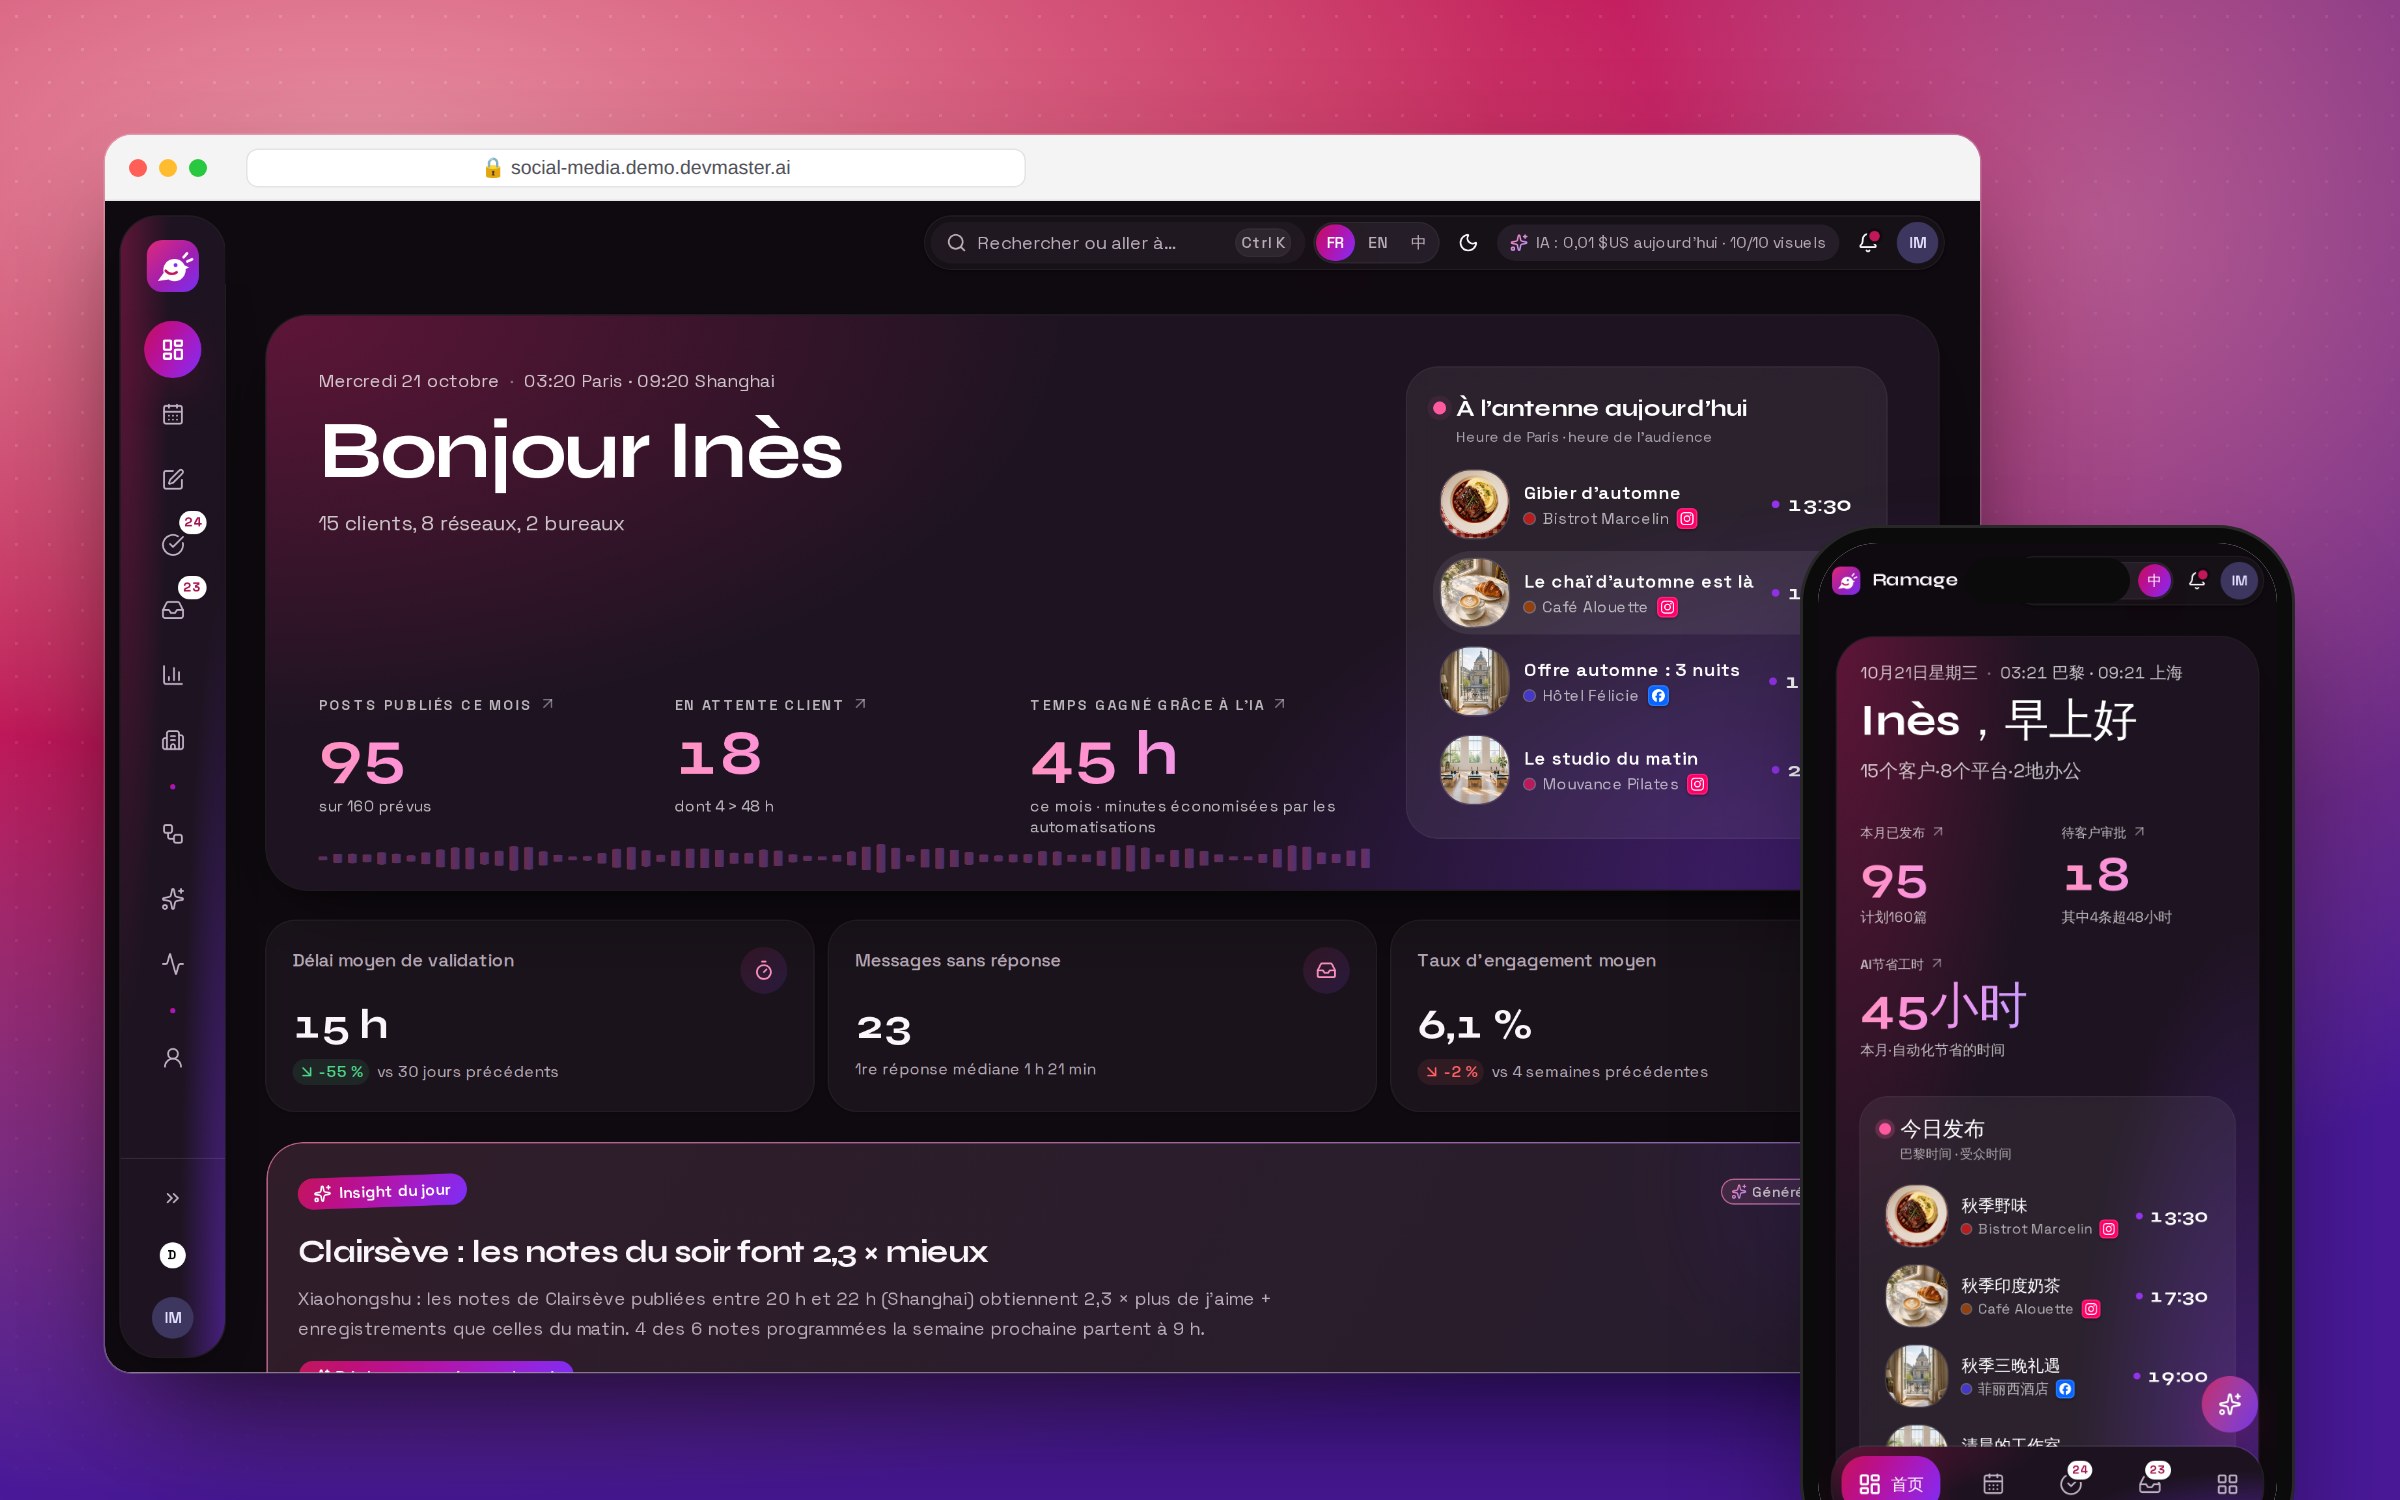 social-media.demo.devmaster.ai
Rechercher ou aller à...
Ctrl K
FR
EN
中
IA : 0,01 $US aujourd'hui · 10/10 visuels
IM
24
23
D
IM
Mercredi 21 octobre · 03:20 Paris · 09:20 Shanghai
Bonjour Inès
15 clients, 8 réseaux, 2 bureaux
POSTS PUBLIÉS CE MOIS
95
sur 160 prévus
EN ATTENTE CLIENT
18
dont 4 > 48 h
TEMPS GAGNÉ GRÂCE À L'IA
45 h
ce mois · minutes économisées par les
automatisations
À l'antenne aujourd'hui
Heure de Paris · heure de l'audience
Gibier d'automne
Bistrot Marcelin
13:30
Le chaï d'automne est là
Café Alouette
1
Offre automne : 3 nuits
Hôtel Félicie
1
Le studio du matin
Mouvance Pilates
2
Délai moyen de validation
15 h
-55 %
vs 30 jours précédents
Messages sans réponse
23
1re réponse médiane 1 h 21 min
Taux d'engagement moyen
6,1 %
-2 %
vs 4 semaines précédentes
Insight du jour
Généré
Clairsève : les notes du soir font 2,3 × mieux
Xiaohongshu : les notes de Clairsève publiées entre 20 h et 22 h (Shanghai) obtiennent 2,3 × plus de j'aime +
enregistrements que celles du matin. 4 des 6 notes programmées la semaine prochaine partent à 9 h.
Ramage
中
IM
10月21日星期三 · 03:21 巴黎 · 09:21 上海
Inès，早上好
15个客户·8个平台·2地办公
本月已发布
95
计划160篇
待客户审批
18
其中4条超48小时
AI节省工时
45小时
本月·自动化节省的时间
今日发布
巴黎时间 · 受众时间
秋季野味
Bistrot Marcelin
13:30
秋季印度奶茶
Café Alouette
17:30
秋季三晚礼遇
菲丽西酒店
19:00
清晨的工作室
首页
24
23